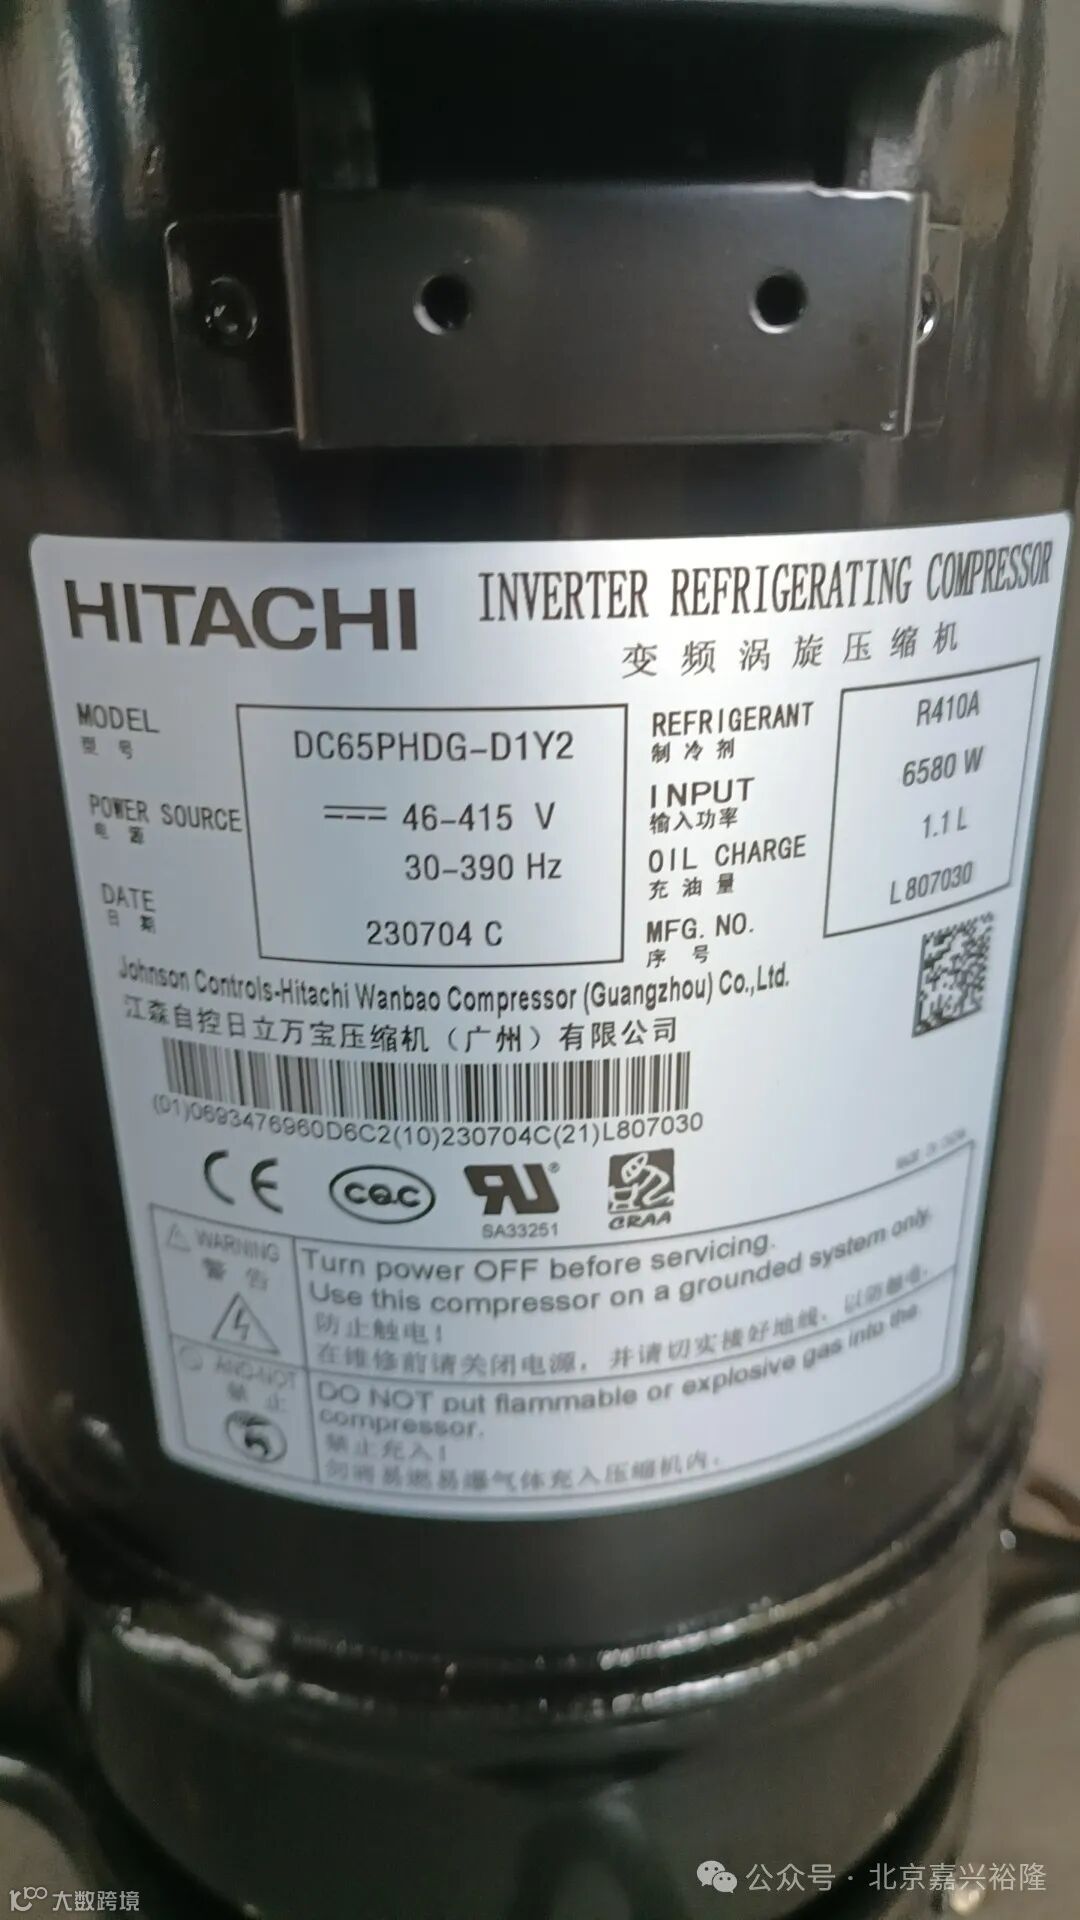 HITACHI
INVERTER REFRIGERATING COMPRESSOR
变频涡旋压缩机
MODEL
型号
DC65PHDG-D1Y2
POWER SOURCE
电源
46-415 V
30-390 Hz
DATE
日期
230704 C
REFRIGERANT
制冷剂
R410A
INPUT
输入功率
6580 W
OIL CHARGE
充油量
1.1 L
MFG. NO.
序号
L807030
Johnson Controls-Hitachi Wanbao Compressor (Guangzhou) Co.,Ltd.
江森自控日立万宝压缩机（广州）有限公司
(01)0693476960D6C2(10)230704C(21)L807030
MADE IN CHINA
CE
CQC
RU®
SA33251
CRAA
WARNING
警告
Turn power OFF before servicing.
Use this compressor on a grounded system only.
防止触电！
在维修前请关闭电源，并请切实接好地线，以防触电。
禁止
DO NOT put flammable or explosive gas into the
compressor.
禁止充入！
勿将易燃易爆气体充入压缩机内。
公众号·北京嘉兴裕隆
大数跨境